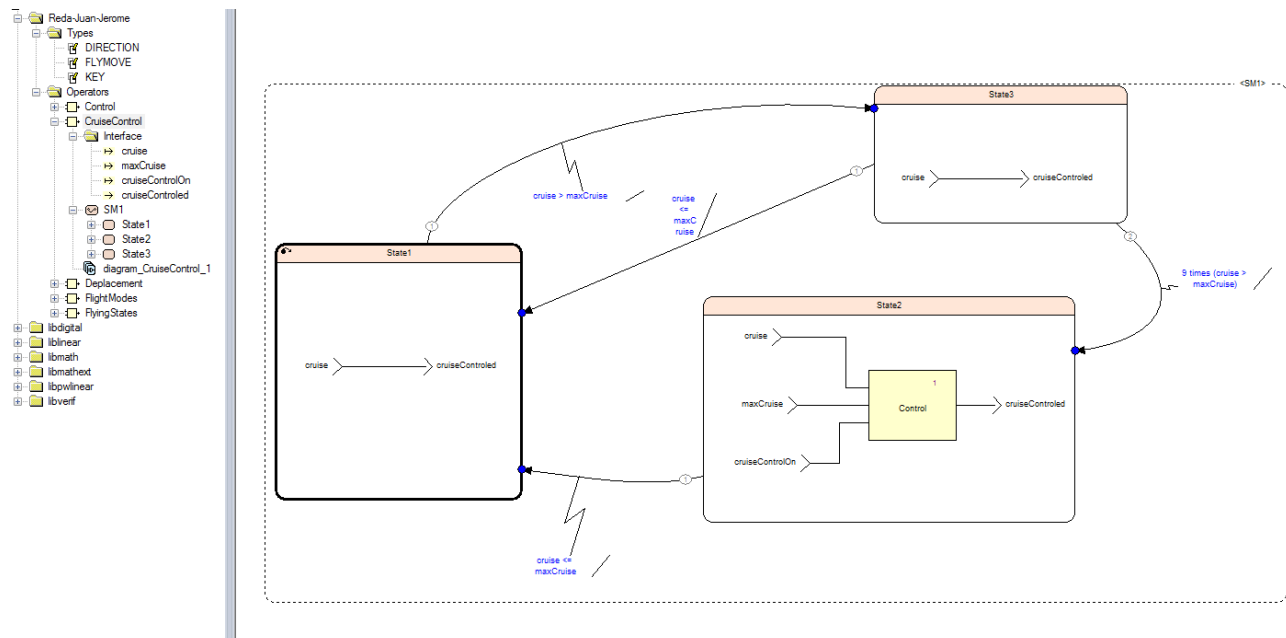 Reda-Juan-Jerome
Types
DIRECTION
FLYMOVE
KEY
Operators
Control
CruiseControl
Interface
cruise
maxCruise
cruiseControlOn
cruiseControled
SM1
State1
State2
State3
diagram_CruiseControl_1
Deplacement
FlightModes
FlyingStates
libdigital
liblinear
libmath
libmathext
libpwlinear
libverif
<SM1>
State3
cruise
cruiseControled
1
cruise > maxCruise
1
cruise
<=
maxC
ruise
1
2
9 times (cruise >
maxCruise)
State1
cruise
cruiseControled
State2
cruise
maxCruise
cruiseControlOn
1
Control
cruiseControled
1
cruise <=
maxCruise